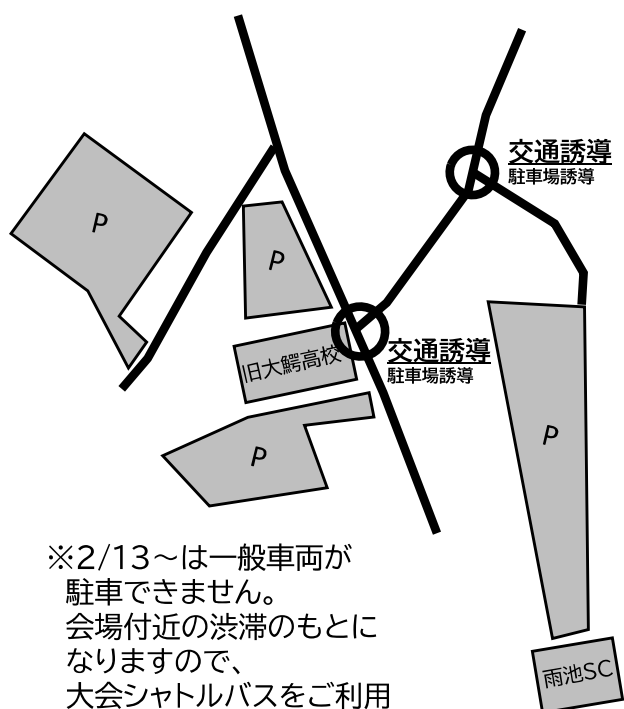 交通誘導
駐車場誘導
P
P
交通誘導
駐車場誘導
旧大鰐高校
P
P
※2/13～は一般車両が
駐車できません。
会場付近の渋滞のもとに
なりますので、
雨池SC
大会シャトルバスをご利用